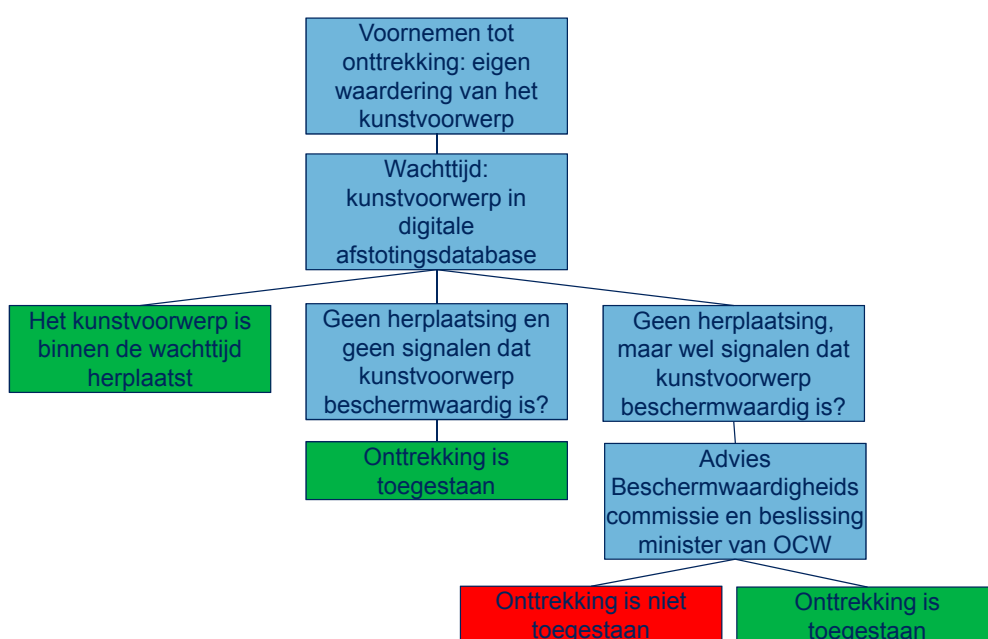 Voornemen tot
onttrekking: eigen
waardering van het
kunstvoorwerp
Wachttijd:
kunstvoorwerp in
digitale
afstotingsdatabase
Het kunstvoorwerp is
binnen de wachttijd
herplaatst
Geen herplaatsing en
geen signalen dat
kunstvoorwerp
beschermwaardig is?
Geen herplaatsing,
maar wel signalen dat
kunstvoorwerp
beschermwaardig is?
Onttrekking is
toegestaan
Advies
Beschermwaardigheids
commissie en beslissing
minister van OCW
Onttrekking is niet
toegestaan
Onttrekking is
toegestaan